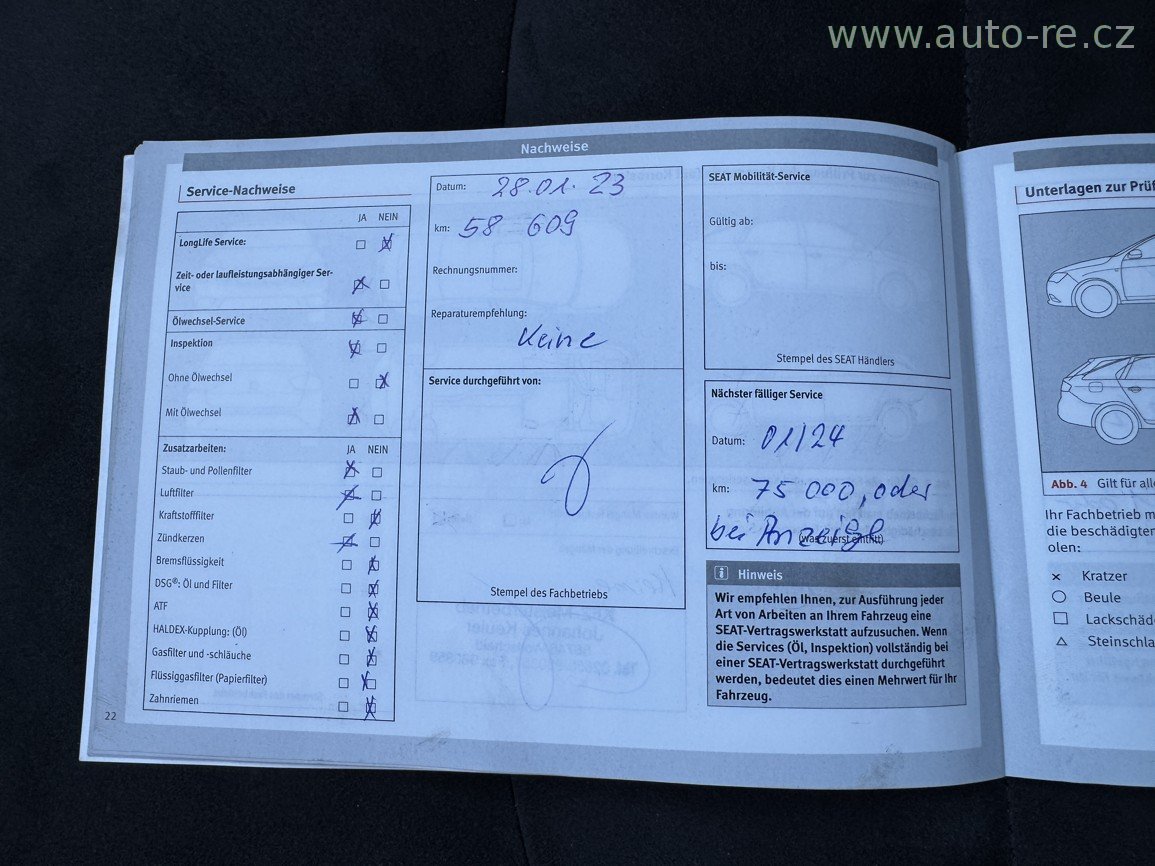 www.auto-re.cz
Nachweise
Service-Nachweise
JA NEIN
LongLife Service:
Zeit- oder laufleistungsabhängiger Ser-
vice
Ölwechsel-Service
Inspektion
Ohne Ölwechsel
Mit Ölwechsel
Zusatzarbeiten: JA NEIN
Staub- und Pollenfilter
Luftfilter
Kraftstofffilter
Zündkerzen
Bremsflüssigkeit
DSG®: Öl und Filter
ATF
HALDEX-Kupplung: (Öl)
Gasfilter und -schläuche
Flüssiggasfilter (Papierfilter)
Zahnriemen
22
Datum: 28.01.23
km: 58 609
Rechnungsnummer:
Reparaturempfehlung:
Keine
Service durchgeführt von:
Stempel des Fachbetriebs
SEAT Mobilität-Service
Gültig ab:
bis:
Stempel des SEAT Händlers
Nächster fälliger Service
Datum: 01/24
km: 75 000, oder
bei Anzeige
(was zuerst eintritt)
Hinweis
Wir empfehlen Ihnen, zur Ausführung jeder
Art von Arbeiten an Ihrem Fahrzeug eine
SEAT-Vertragswerkstatt aufzusuchen. Wenn
die Services (Öl, Inspektion) vollständig bei
einer SEAT-Vertragswerkstatt durchgeführt
werden, bedeutet dies einen Mehrwert für Ihr
Fahrzeug.
Unterlagen zur Prüf
Abb. 4 Gilt für alle
Ihr Fachbetrieb m
die beschädigten
olen:
Kratzer
Beule
Lackschäd
Steinschla